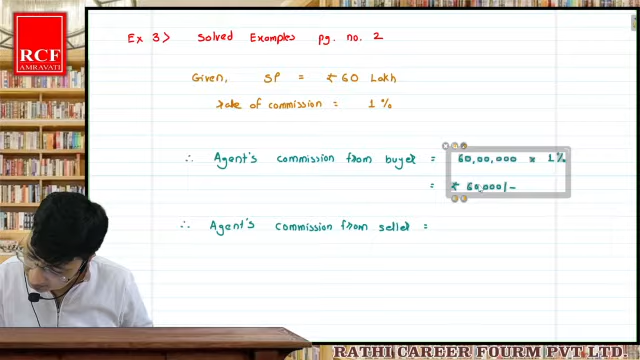 RCF
AMRAVATI
Ex 3> Solved Examples pg. no. 2
Given, SP = ₹ 60 Lakh
rate of commission = 1 %
∴ Agent's commission from buyer = 60,00,000 × 1%
= ₹ 60,000/-
∴ Agent's commission from seller =
RATHI CAREER FOURM PVT LTD.